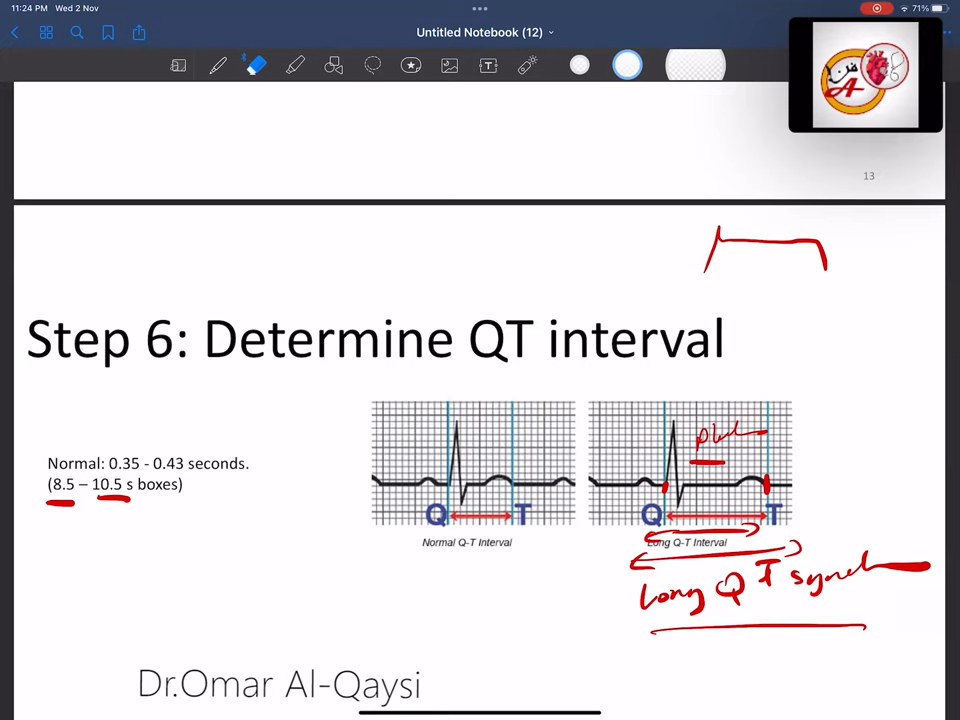 11:24 PM Wed 2 Nov
71%
Untitled Notebook (12)
13
Step 6: Determine QT interval
Normal: 0.35 - 0.43 seconds.
(8.5 – 10.5 s boxes)
Q T
Q T
Normal Q-T Interval
Long Q-T Interval
Long QT
Dr.Omar Al-Qaysi